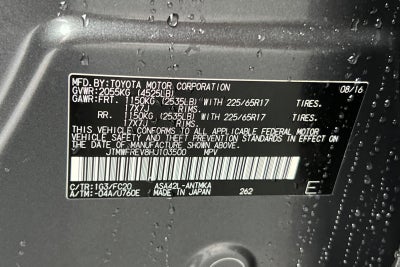 MFD.BY:TOYOTA MOTOR CORPORATION 08/16
GVWR:2055KG (4525LB)
GAWR:FRT. 1150KG (2535LB) WITH 225/65R17 TIRES.
17X7J RIMS.
RR. 1150KG (2535LB) WITH 225/65R17 TIRES.
17X7J RIMS.
THIS VEHICLE CONFORMS TO ALL APPLICABLE FEDERAL MOTOR
VEHICLE SAFETY AND THEFT PREVENTION STANDARDS IN EFFECT ON
THE DATE OF MANUFACTURE SHOWN ABOVE.
JTMWFREV8HJ103500 MPV
C/TR: 1G3/FC20 ASA42L-ANTMKA
A/TM: -04A/U760E MADE IN JAPAN 262 E